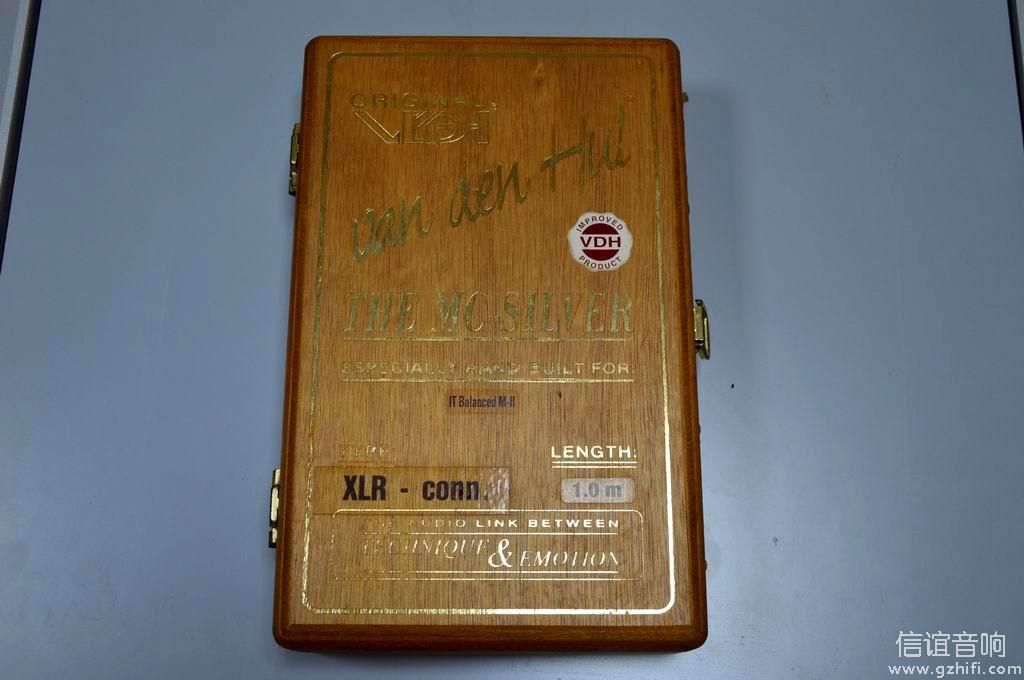 ORIGINAL
VDH
van den Hul
IMPROVED
VDH
PRODUCT
THE MC-SILVER
ESPECIALLY HAND BUILT FOR:
IT Balanced M-II
TYPE:
LENGTH:
XLR - conn.
1.0 m
THE AUDIO LINK BETWEEN
TECHNIQUE & EMOTION
信谊音响
www.gzhifi.com